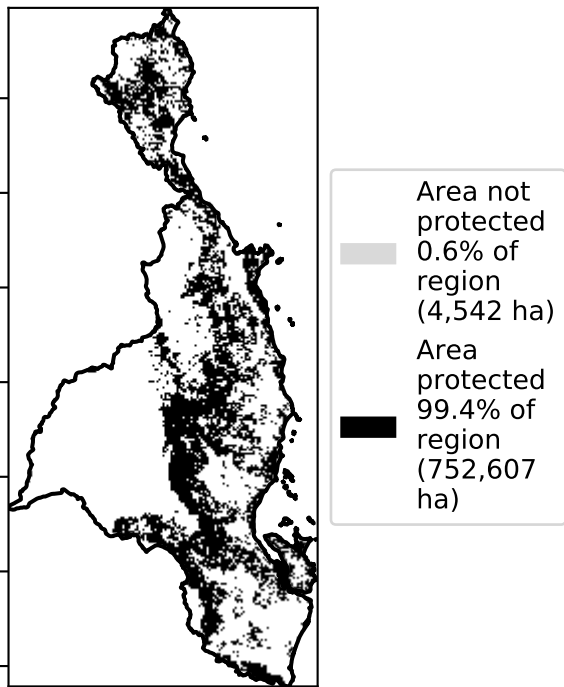 Area not
protected
0.6% of
region
(4,542 ha)
Area
protected
99.4% of
region
(752,607
ha)